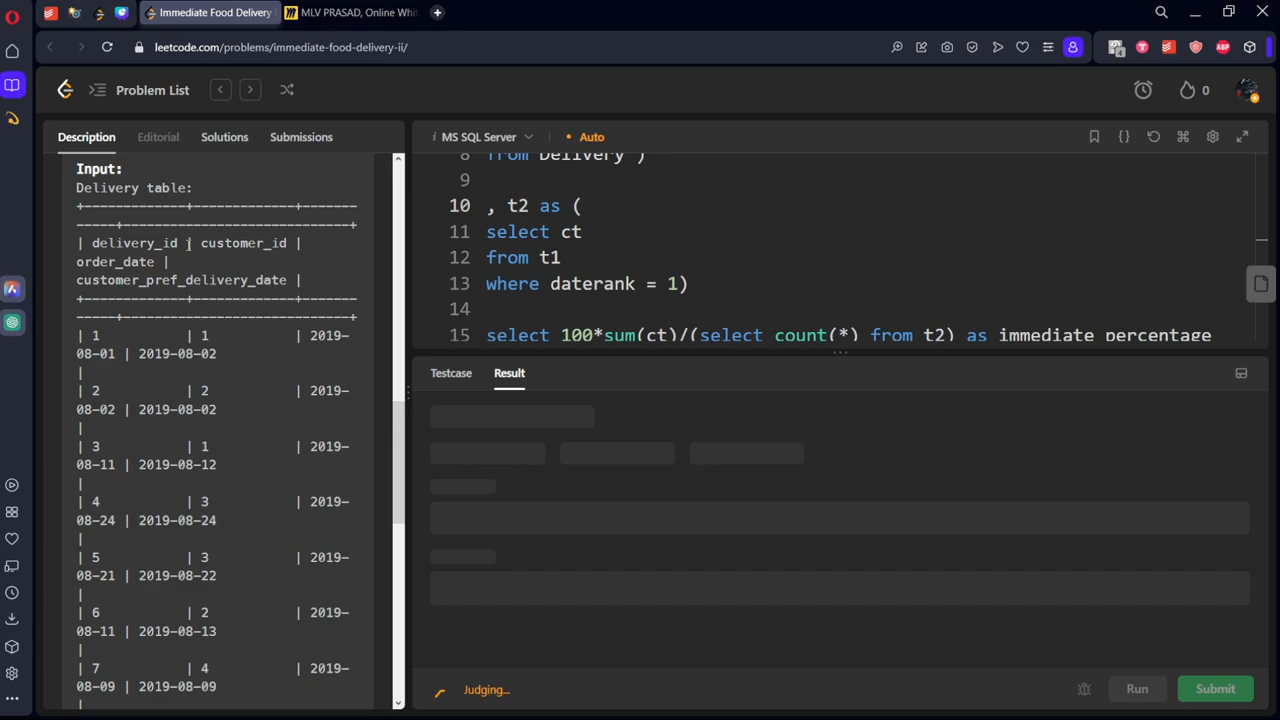 Immediate Food Delivery
MLV PRASAD, Online Whit
leetcode.com/problems/immediate-food-delivery-ii/
Problem List
0
Description
Editorial
Solutions
Submissions
Input:
Delivery table:
+-------------+-------------+-------
-----+-----------------------------+
| delivery_id | customer_id |
order_date |
customer_pref_delivery_date |
+-------------+-------------+-------
-----+-----------------------------+
| 1 | 1 | 2019-
08-01 | 2019-08-02
|
| 2 | 2 | 2019-
08-02 | 2019-08-02
|
| 3 | 1 | 2019-
08-11 | 2019-08-12
|
| 4 | 3 | 2019-
08-24 | 2019-08-24
|
| 5 | 3 | 2019-
08-21 | 2019-08-22
|
| 6 | 2 | 2019-
08-11 | 2019-08-13
|
| 7 | 4 | 2019-
08-09 | 2019-08-09
i MS SQL Server
• Auto
8 from Delivery )
9
10 , t2 as (
11 select ct
12 from t1
13 where daterank = 1)
14
15 select 100*sum(ct)/(select count(*) from t2) as immediate_percentage
Testcase
Result
Judging...
Run
Submit